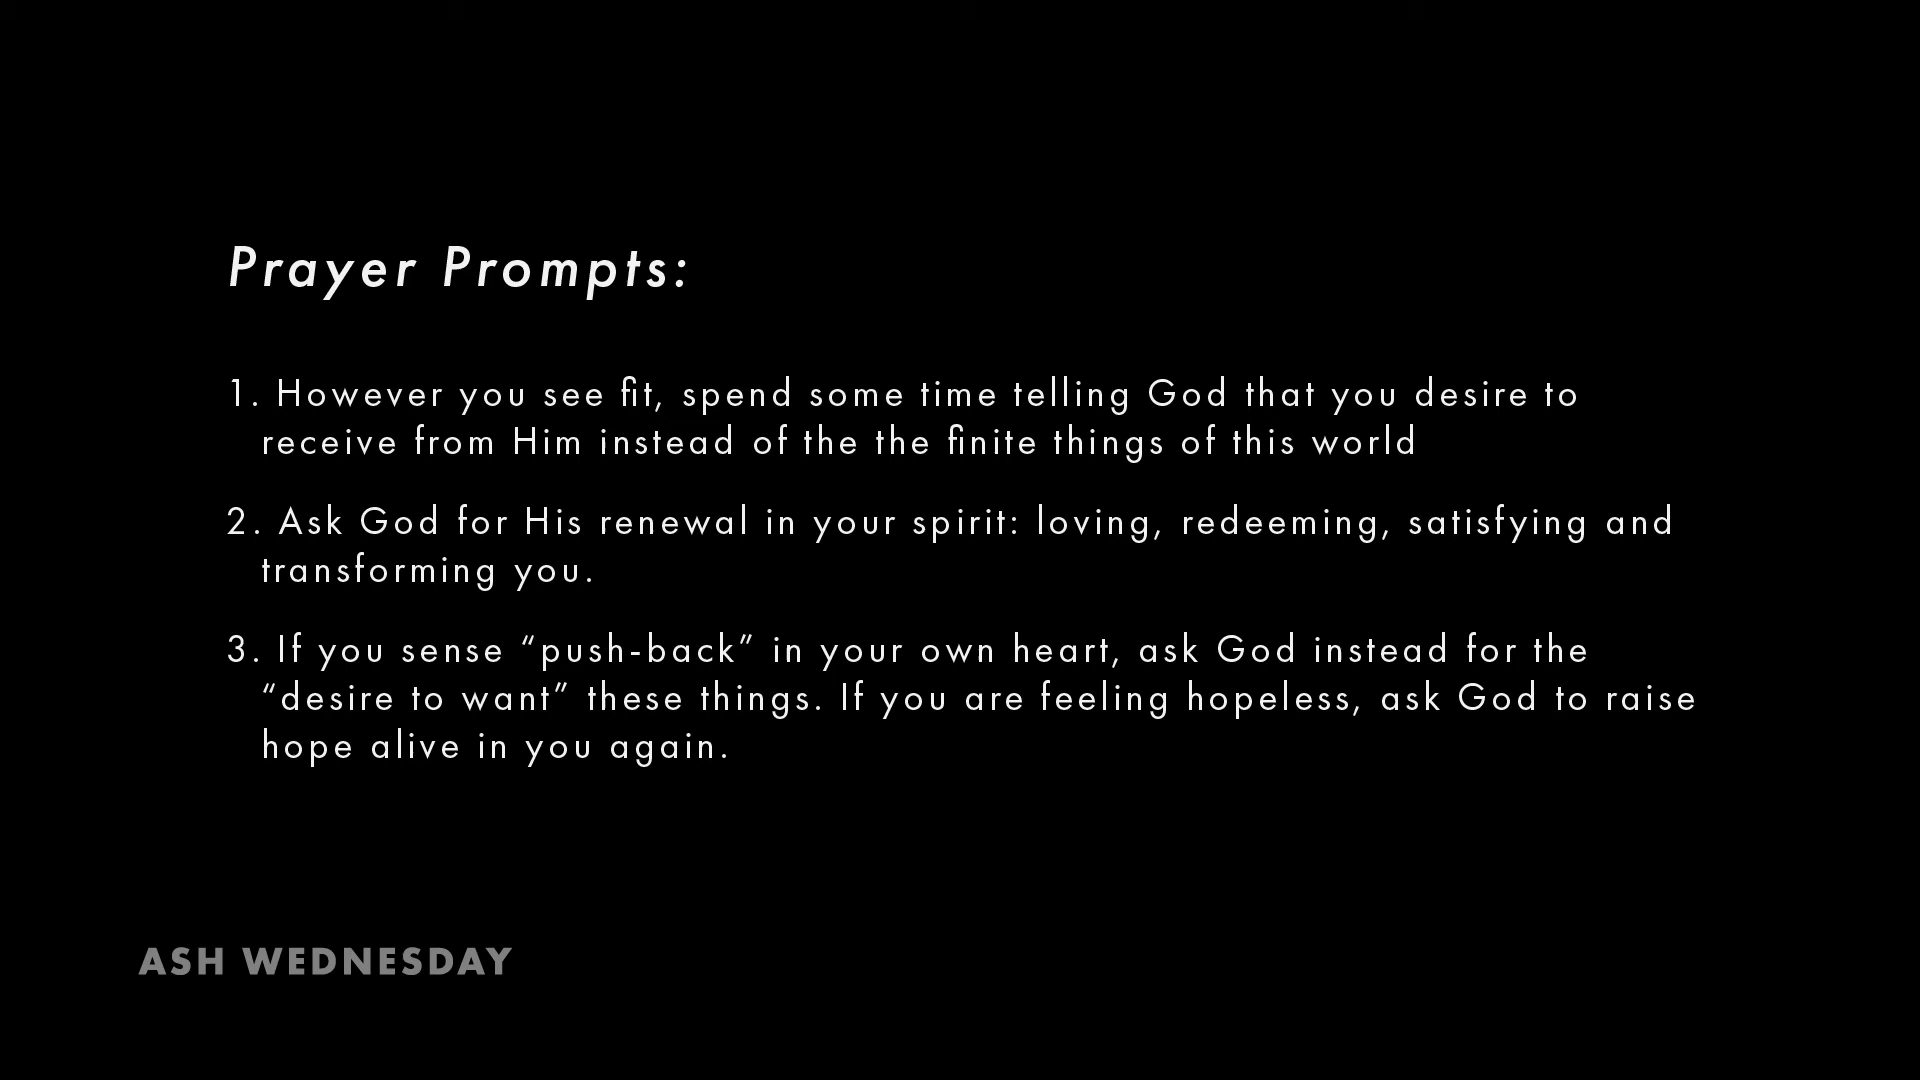 Prayer Prompts:
1. However you see fit, spend some time telling God that you desire to
receive from Him instead of the the finite things of this world
2. Ask God for His renewal in your spirit: loving, redeeming, satisfying and
transforming you.
3. If you sense “push-back” in your own heart, ask God instead for the
“desire to want” these things. If you are feeling hopeless, ask God to raise
hope alive in you again.
ASH WEDNESDAY